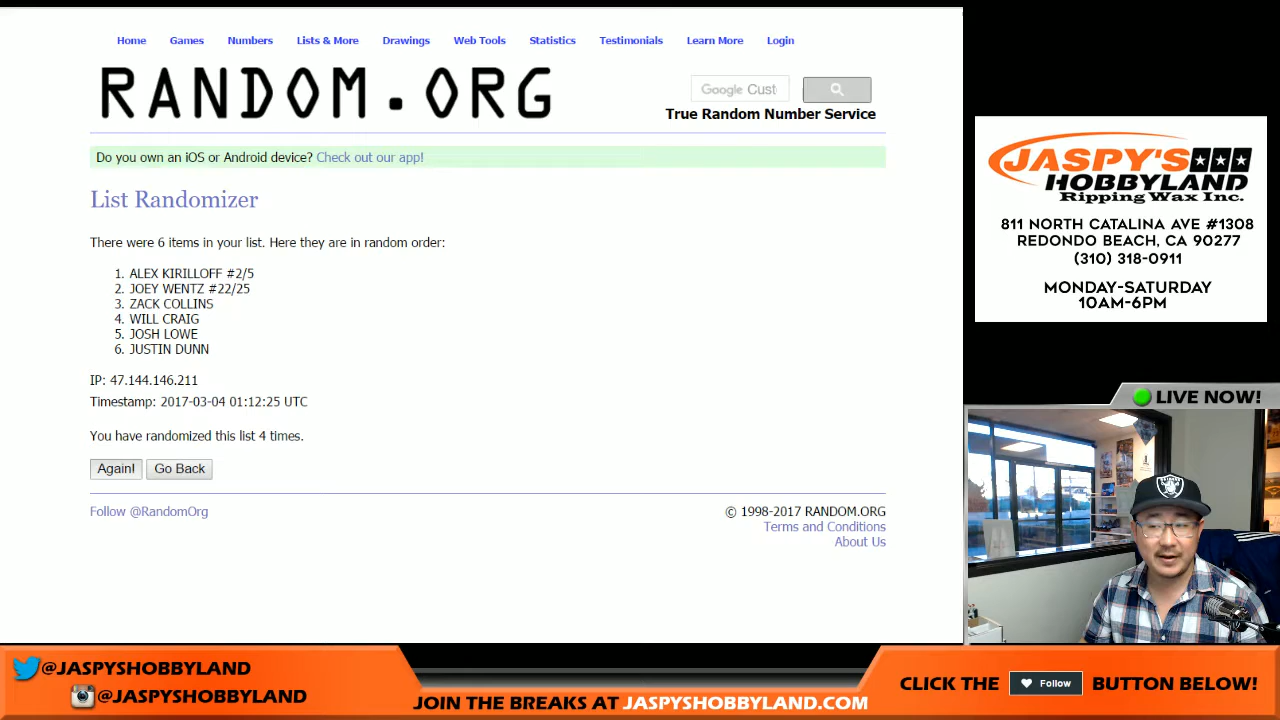 Home Games Numbers Lists & More Drawings Web Tools Statistics Testimonials Learn More Login
RANDOM.ORG
Google Cust
True Random Number Service
Do you own an iOS or Android device? Check out our app!
List Randomizer
There were 6 items in your list. Here they are in random order:
1. ALEX KIRILLOFF #2/5
2. JOEY WENTZ #22/25
3. ZACK COLLINS
4. WILL CRAIG
5. JOSH LOWE
6. JUSTIN DUNN
IP: 47.144.146.211
Timestamp: 2017-03-04 01:12:25 UTC
You have randomized this list 4 times.
Again! Go Back
Follow @RandomOrg
© 1998-2017 RANDOM.ORG
Terms and Conditions
About Us
JASPY'S
HOBBYLAND
Ripping Wax Inc.
811 NORTH CATALINA AVE #1308
REDONDO BEACH, CA 90277
(310) 318-0911
MONDAY-SATURDAY
10AM-6PM
LIVE NOW!
@JASPYSHOBBYLAND
@JASPYSHOBBYLAND
JOIN THE BREAKS AT JASPYSHOBBYLAND.COM
CLICK THE Follow BUTTON BELOW!